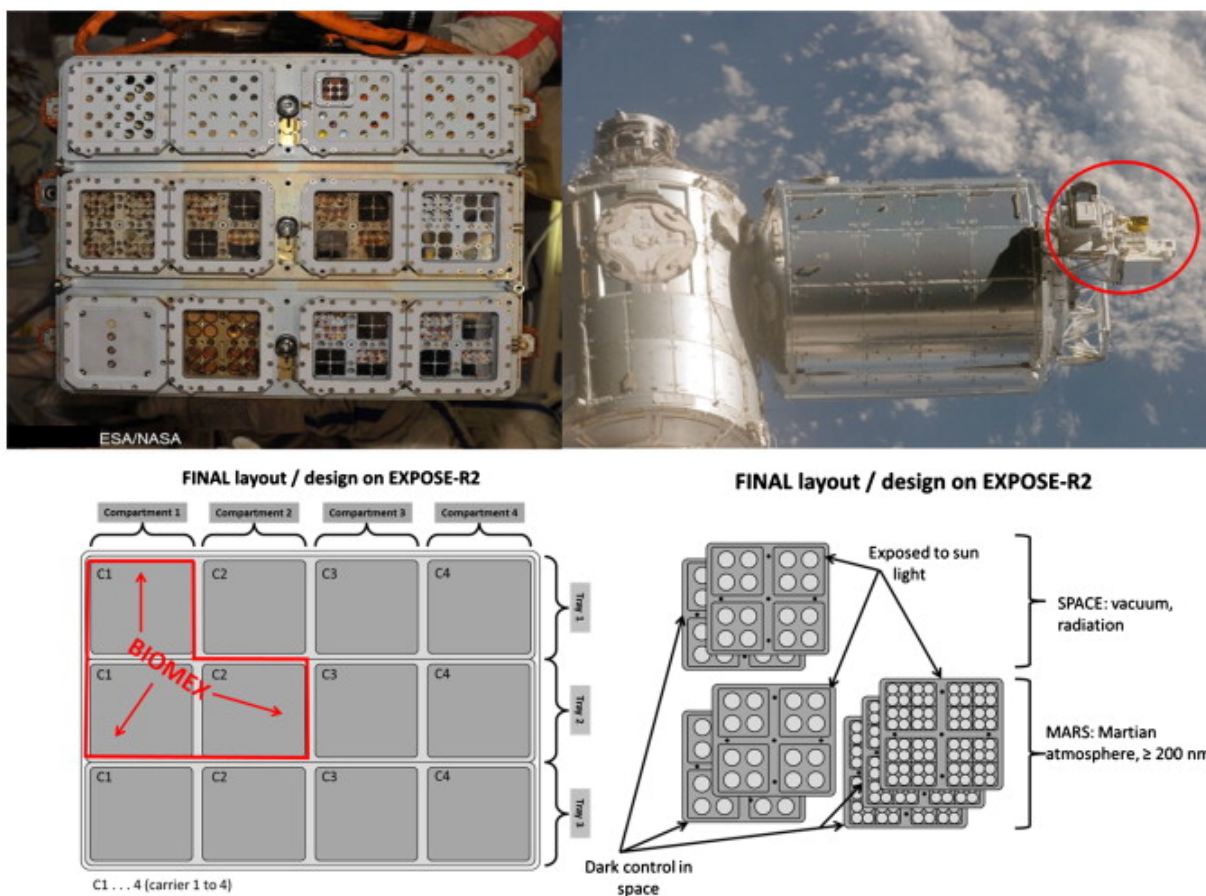 ESA/NASA
FINAL layout / design on EXPOSE-R2
Compartment 1
Compartment 2
Compartment 3
Compartment 4
C1
C2
C3
C4
Tray 1
BIOMEX
C1
C2
C3
C4
Tray 2
C1
C2
C3
C4
Tray 3
C1 . . . 4 (carrier 1 to 4)
FINAL layout / design on EXPOSE-R2
Exposed to sun
light
SPACE: vacuum,
radiation
MARS: Martian
atmosphere, ≥ 200 nm
Dark control in
space